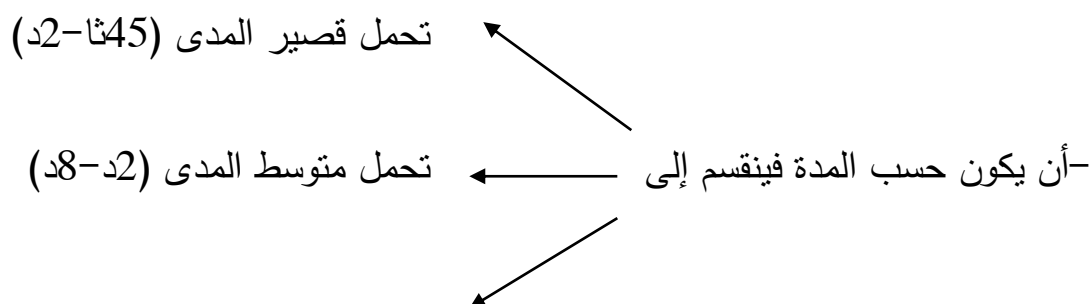 تحمل قصير المدى (45ثا-2د)
-أن يكون حسب المدة فينقسم إلى تحمل متوسط المدى (2د-8د)